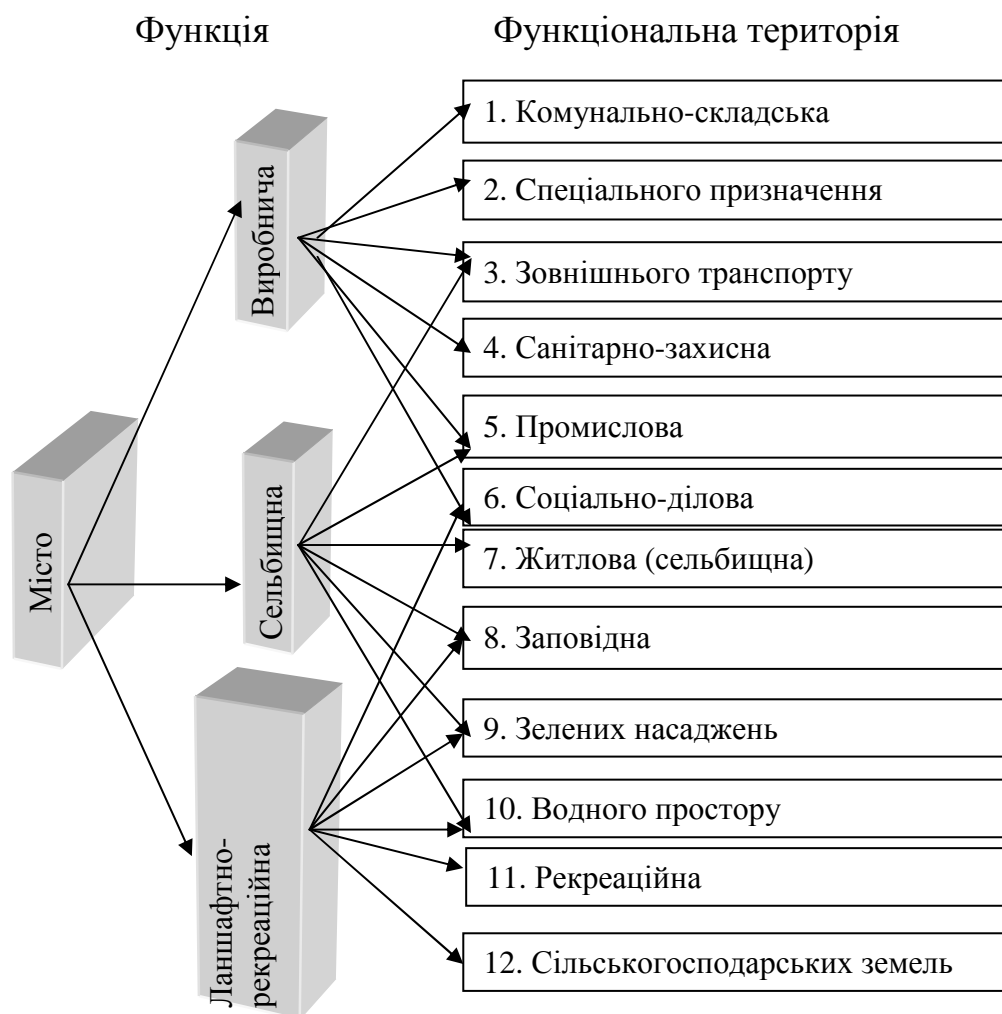 Функція
Функціональна територія
Місто
Виробнича
Сельбищна
Ланшафтно-
рекреаційна
1. Комунально-складська
2. Спеціального призначення
3. Зовнішнього транспорту
4. Санітарно-захисна
5. Промислова
6. Соціально-ділова
7. Житлова (сельбищна)
8. Заповідна
9. Зелених насаджень
10. Водного простору
11. Рекреаційна
12. Сільськогосподарських земель